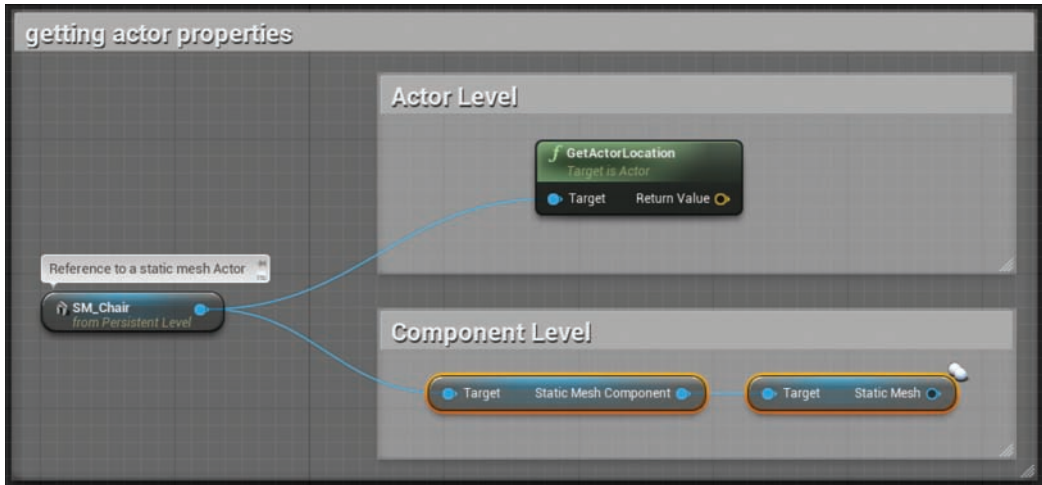 getting actor properties
Actor Level
GetActorLocation
Target is Actor
Target Return Value
Reference to a static mesh Actor
SM_Chair
from Persistent Level
Component Level
Target Static Mesh Component Target Static Mesh